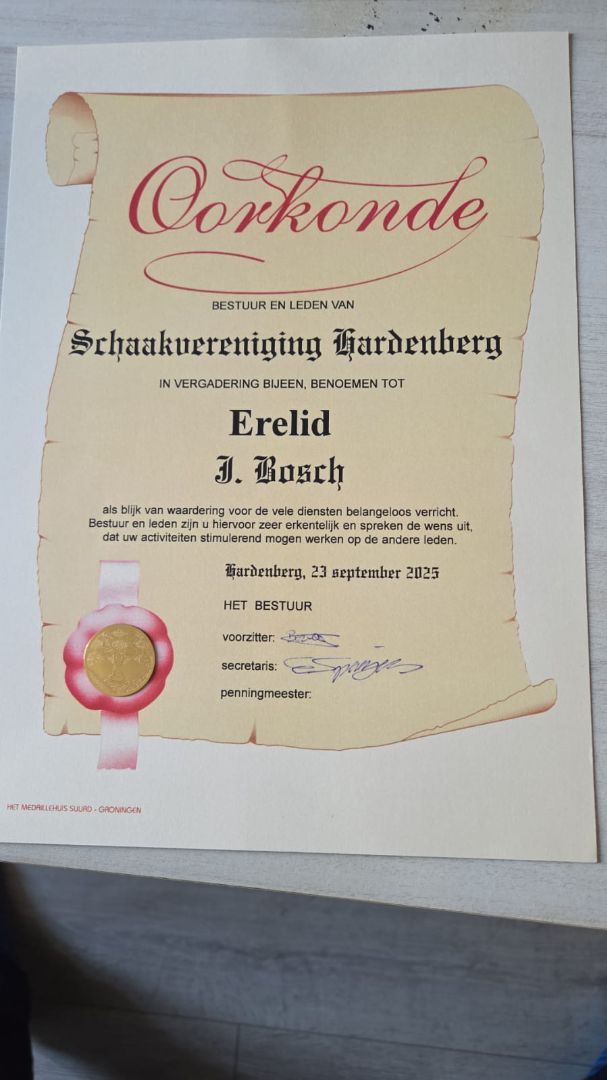 Oorkonde
BESTUUR EN LEDEN VAN
Schaakvereniging Hardenberg
IN VERGADERING BIJEEN, BENOEMEN TOT
Erelid
J. Bosch
als blijk van waardering voor de vele diensten belangeloos verricht.
Bestuur en leden zijn u hiervoor zeer erkentelijk en spreken de wens uit,
dat uw activiteiten stimulerend mogen werken op de andere leden.
Hardenberg, 23 september 2025
HET BESTUUR
voorzitter:
secretaris:
penningmeester:
HET MEDAILLEHUIS SUURD - GRONINGEN